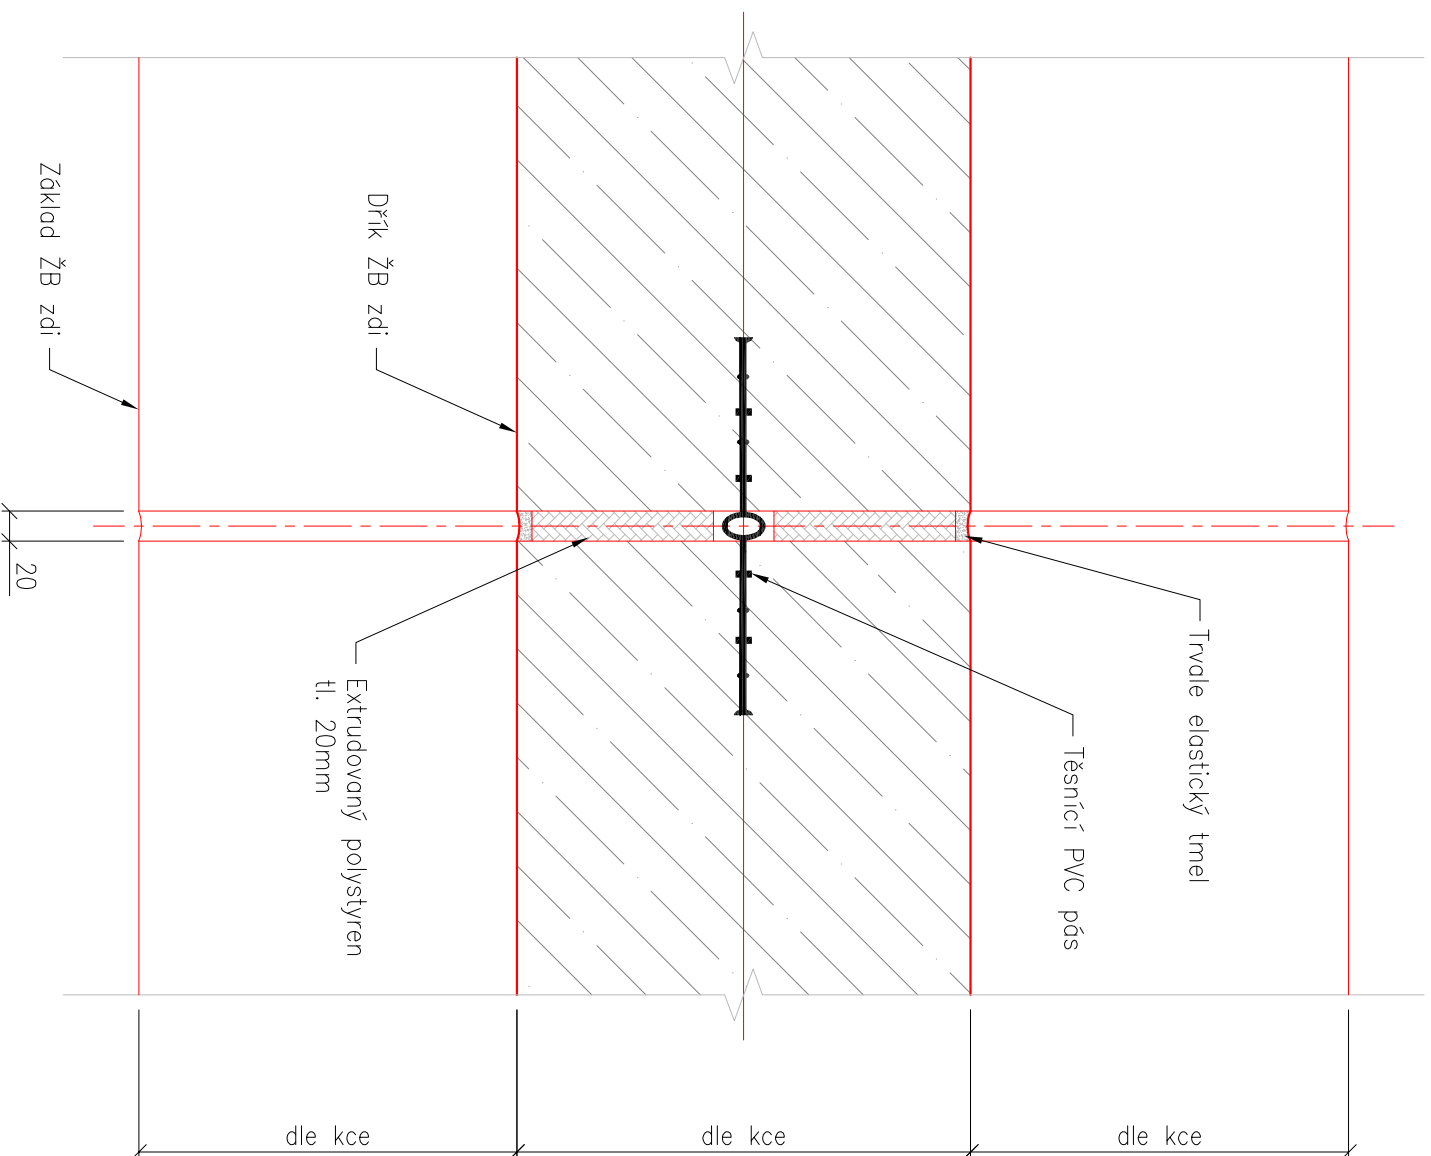 Základ ŽB zdi
Dřík ŽB zdi
Trvale elastický tmel
Těsnící PVC pás
Extrudovaný polystyren
tl. 20mm
20
dle kce
dle kce
dle kce